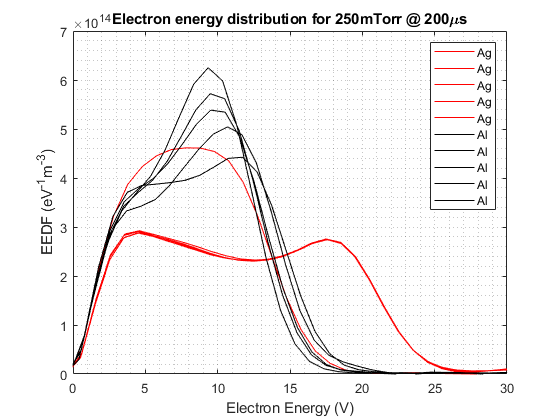 ×10^14
Electron energy distribution for 250mTorr @ 200μs
EEDF (eV^-1m^-3)
7
6
5
4
3
2
1
0
0 5 10 15 20 25 30
Electron Energy (V)
Ag
Ag
Ag
Ag
Ag
Al
Al
Al
Al
Al